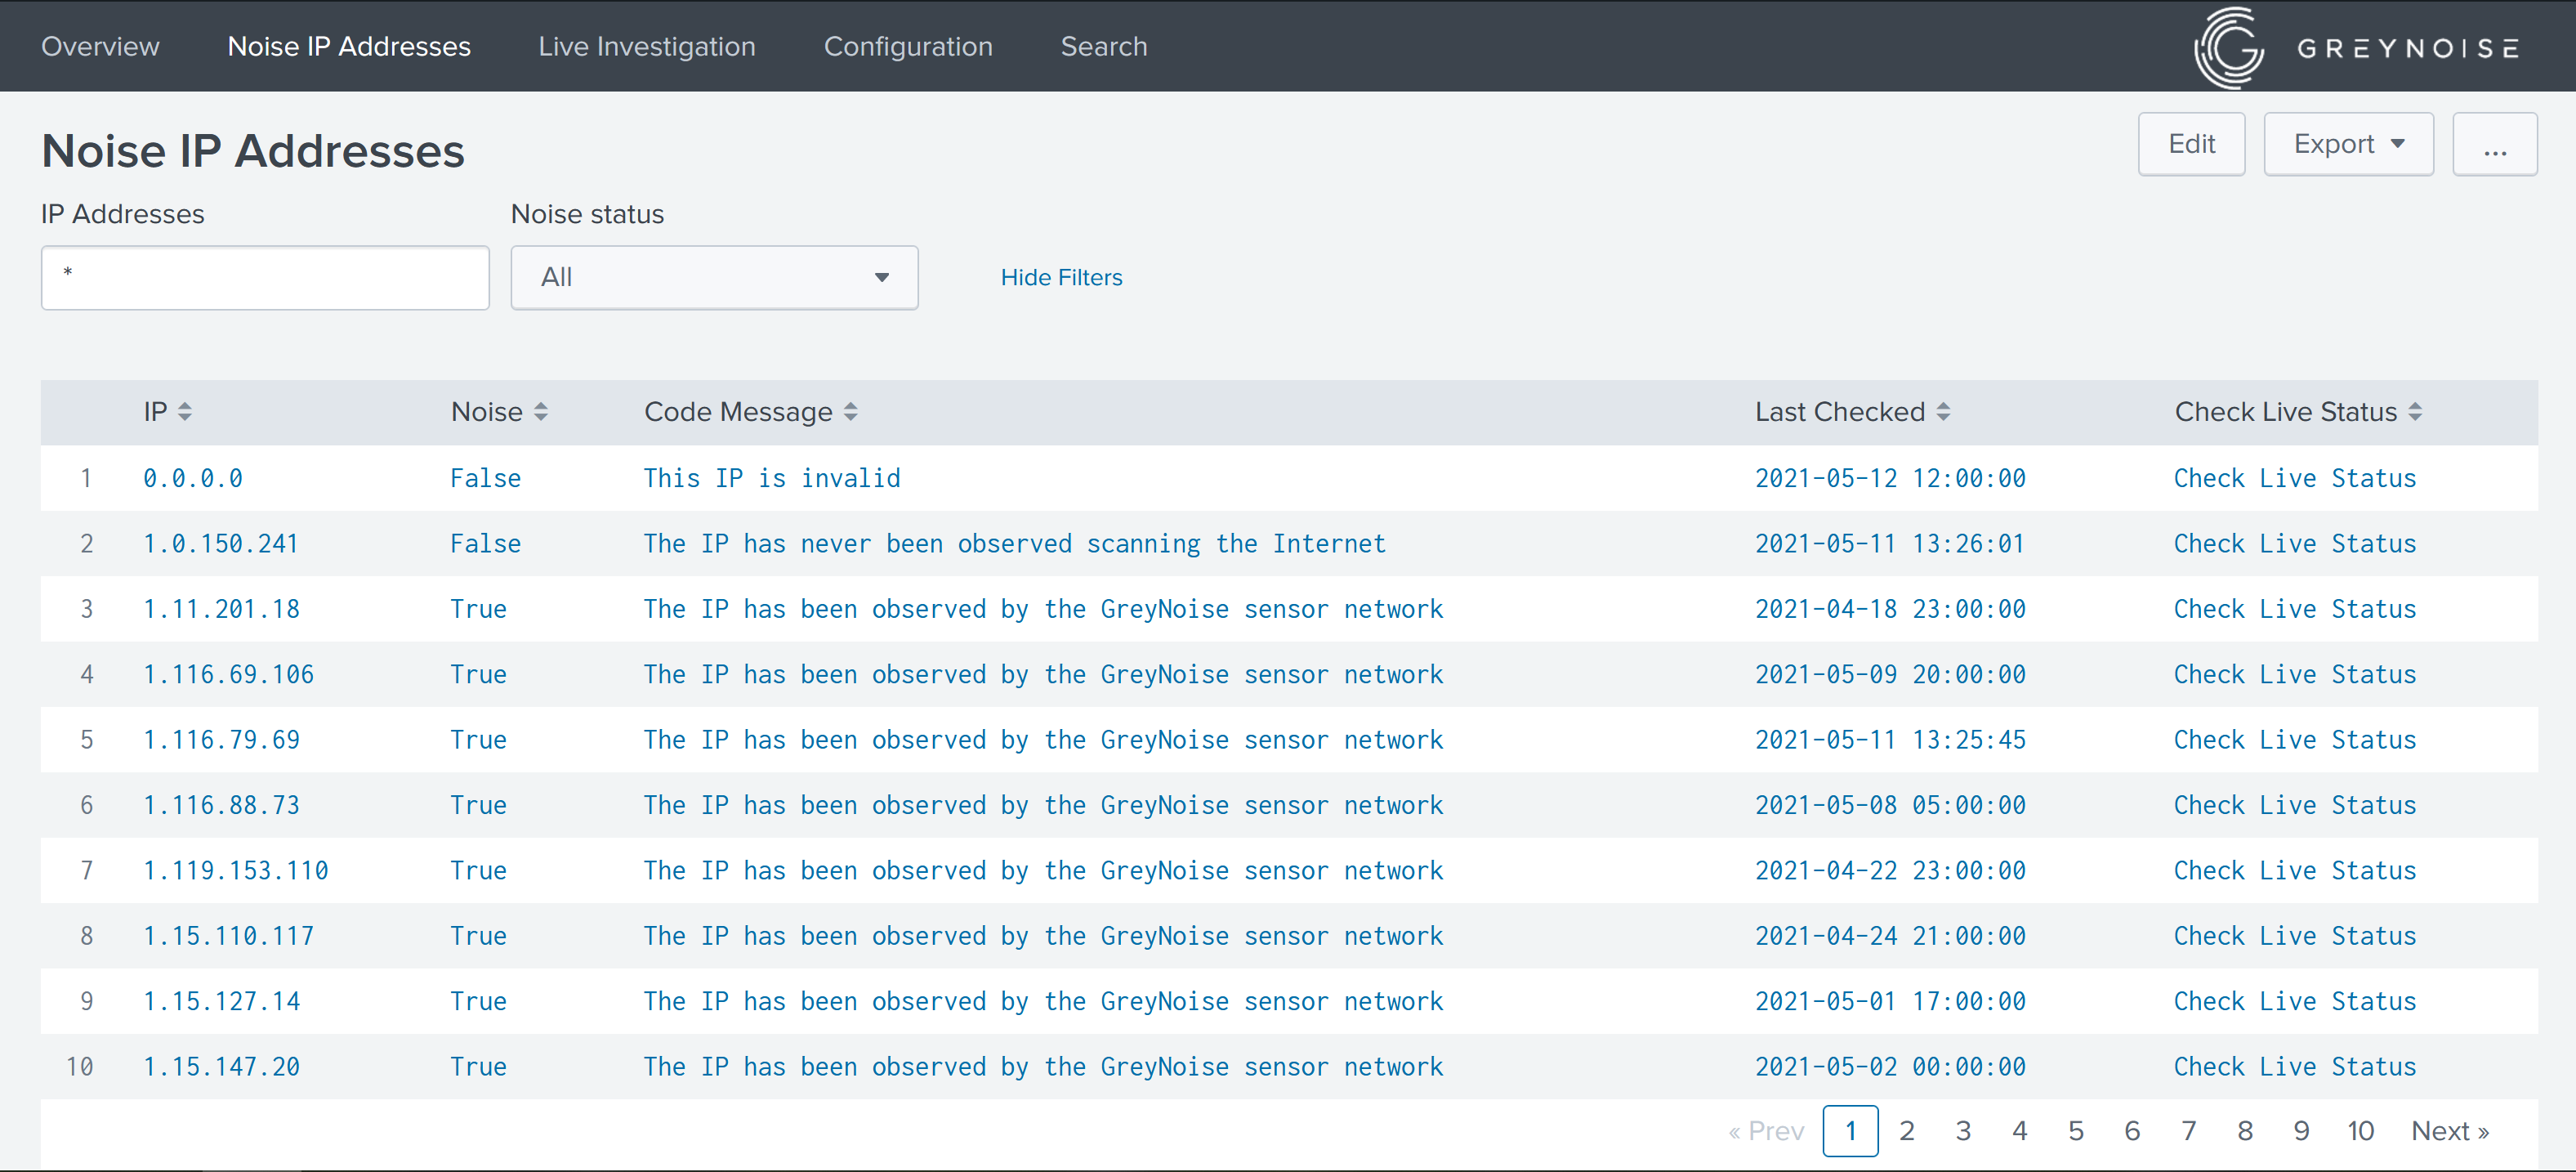 Overview Noise IP Addresses Live Investigation Configuration Search GREYNOISE
Noise IP Addresses Edit Export ...
IP Addresses Noise status
* All Hide Filters
IP Noise Code Message Last Checked Check Live Status
1 0.0.0.0 False This IP is invalid 2021-05-12 12:00:00 Check Live Status
2 1.0.150.241 False The IP has never been observed scanning the Internet 2021-05-11 13:26:01 Check Live Status
3 1.11.201.18 True The IP has been observed by the GreyNoise sensor network 2021-04-18 23:00:00 Check Live Status
4 1.116.69.106 True The IP has been observed by the GreyNoise sensor network 2021-05-09 20:00:00 Check Live Status
5 1.116.79.69 True The IP has been observed by the GreyNoise sensor network 2021-05-11 13:25:45 Check Live Status
6 1.116.88.73 True The IP has been observed by the GreyNoise sensor network 2021-05-08 05:00:00 Check Live Status
7 1.119.153.110 True The IP has been observed by the GreyNoise sensor network 2021-04-22 23:00:00 Check Live Status
8 1.15.110.117 True The IP has been observed by the GreyNoise sensor network 2021-04-24 21:00:00 Check Live Status
9 1.15.127.14 True The IP has been observed by the GreyNoise sensor network 2021-05-01 17:00:00 Check Live Status
10 1.15.147.20 True The IP has been observed by the GreyNoise sensor network 2021-05-02 00:00:00 Check Live Status
« Prev 1 2 3 4 5 6 7 8 9 10 Next »